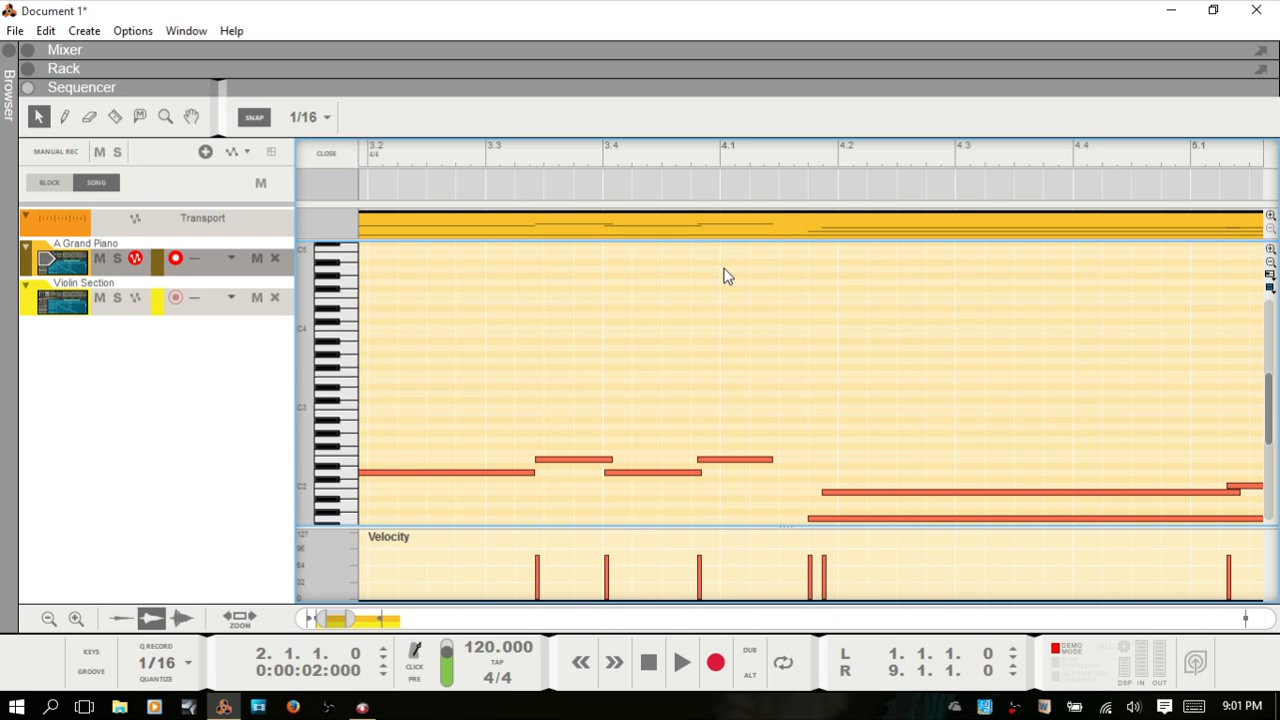 Document 1*
File Edit Create Options Window Help
Mixer
Rack
Sequencer
Browser
SNAP 1/16
MANUAL REC M S
CLOSE
3.2 3.3 3.4 4.1 4.2 4.3 4.4 5.1
4/4
BLOCK SONG M
Transport
A Grand Piano
M S M
Violin Section
M S M
C5
C4
C3
C2
Velocity
127
96
64
32
0
ZOOM
KEYS
GROOVE
Q RECORD
1/16
QUANTIZE
2. 1. 1. 0
0:00:02:000
CLICK
PRE
120.000
TAP
4/4
DUB
ALT
L 1. 1. 1. 0
R 9. 1. 1. 0
DEMO
MODE
DSP IN OUT
9:01 PM